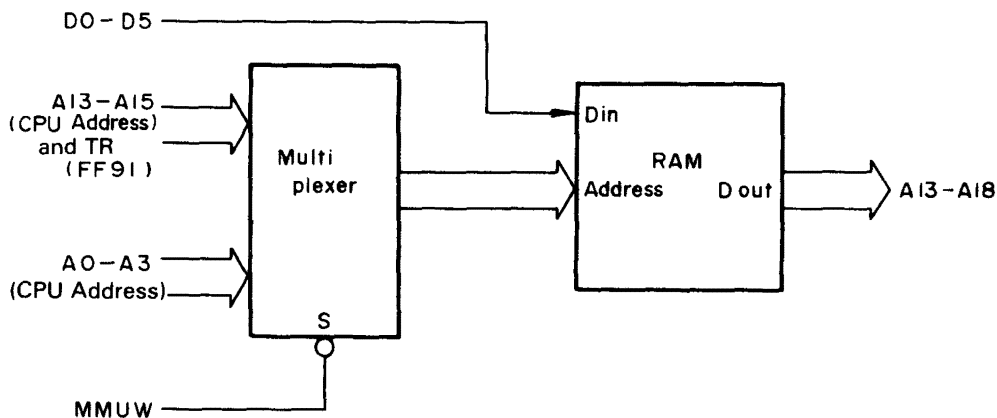 D0-D5
A13-A15
(CPU Address)
and TR
(FF91)
A0-A3
(CPU Address)
MMUW
Multi
plexer
S
Din
RAM
Address
D out
A13-A18